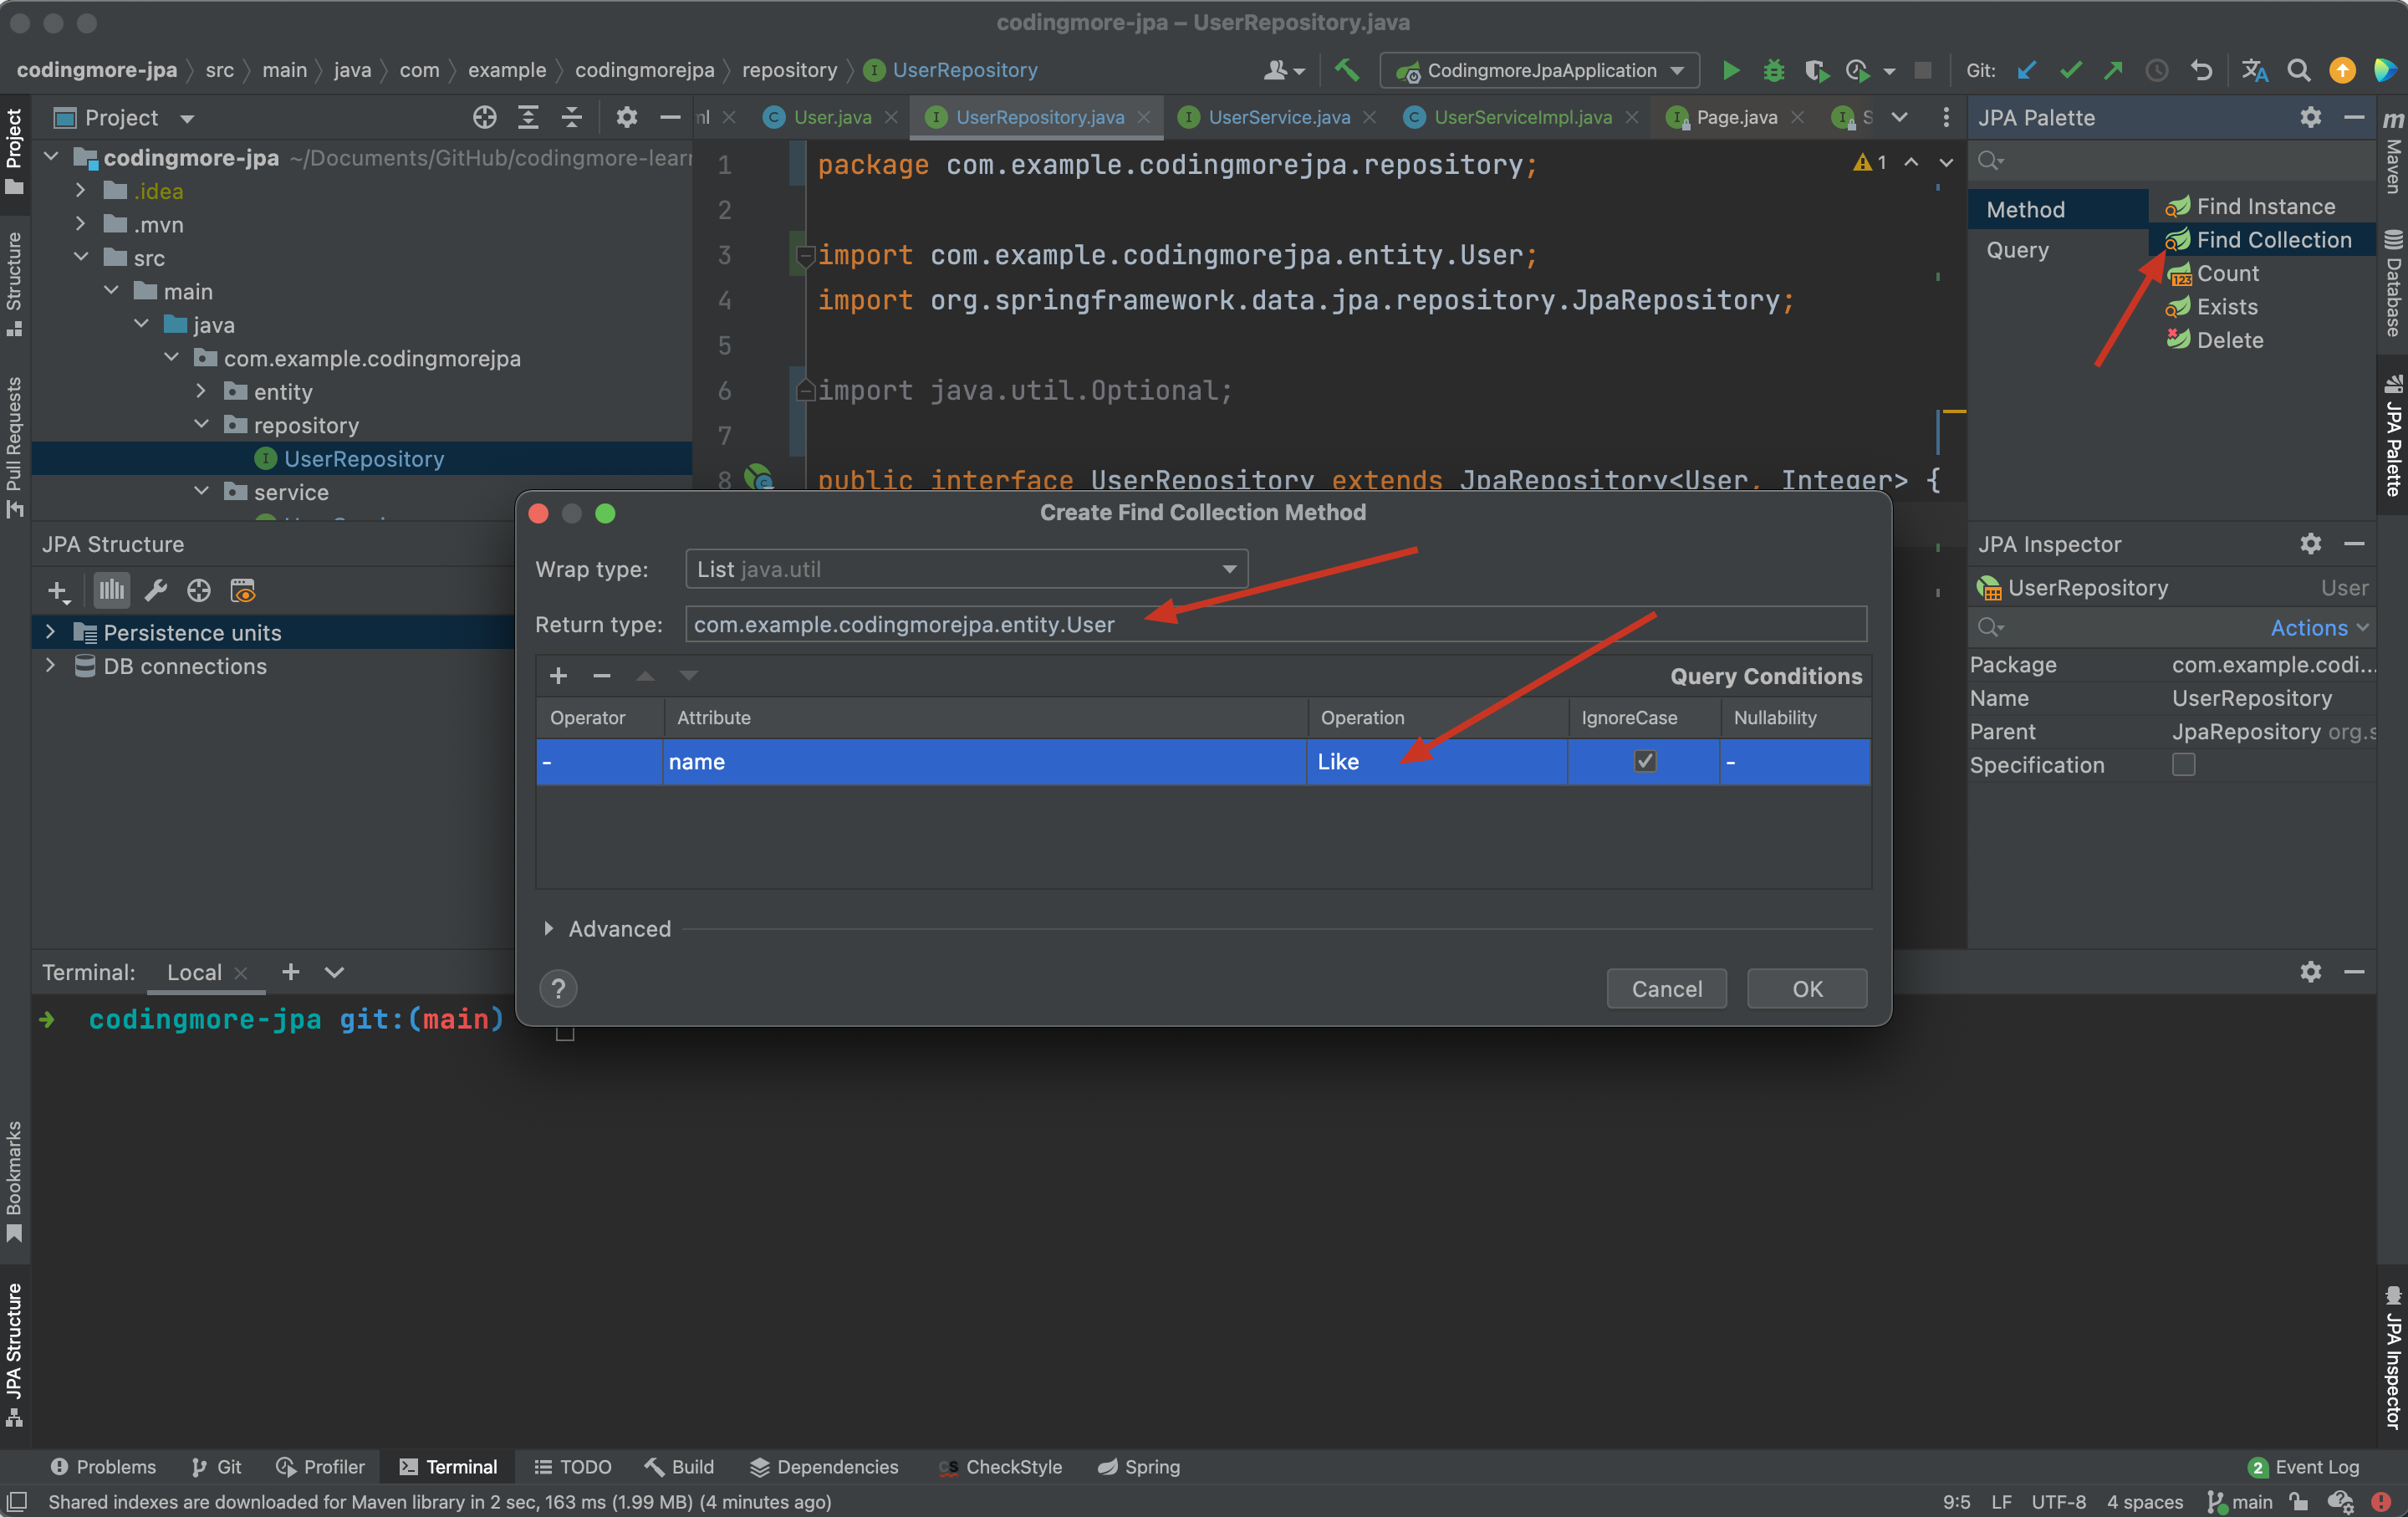 codingmore-jpa – UserRepository.java
codingmore-jpa src main java com example codingmorejpa repository UserRepository
CodingmoreJpaApplication
Git:
Project
ml
User.java
UserRepository.java
UserService.java
UserServiceImpl.java
Page.java
S
JPA Palette
codingmore-jpa ~/Documents/GitHub/codingmore-lear
.idea
.mvn
src
main
java
com.example.codingmorejpa
entity
repository
UserRepository
service
1 package com.example.codingmorejpa.repository;
2
3 import com.example.codingmorejpa.entity.User;
4 import org.springframework.data.jpa.repository.JpaRepository;
5
6 import java.util.Optional;
7
8 public interface UserRepository extends JpaRepository<User, Integer> {
1
Method
Query
Find Instance
Find Collection
Count
Exists
Delete
JPA Structure
Persistence units
DB connections
Create Find Collection Method
Wrap type: List java.util
Return type: com.example.codingmorejpa.entity.User
Query Conditions
Operator Attribute Operation IgnoreCase Nullability
- name Like -
Advanced
?
Cancel
OK
JPA Inspector
UserRepository User
Actions
Package com.example.codi...
Name UserRepository
Parent JpaRepository org.s
Specification
Terminal: Local
codingmore-jpa git:(main)
Project
Structure
Pull Requests
Bookmarks
JPA Structure
m
Maven
Database
JPA Palette
JPA Inspector
Problems Git Profiler Terminal TODO Build Dependencies CheckStyle Spring
2 Event Log
Shared indexes are downloaded for Maven library in 2 sec, 163 ms (1.99 MB) (4 minutes ago)
9:5 LF UTF-8 4 spaces main